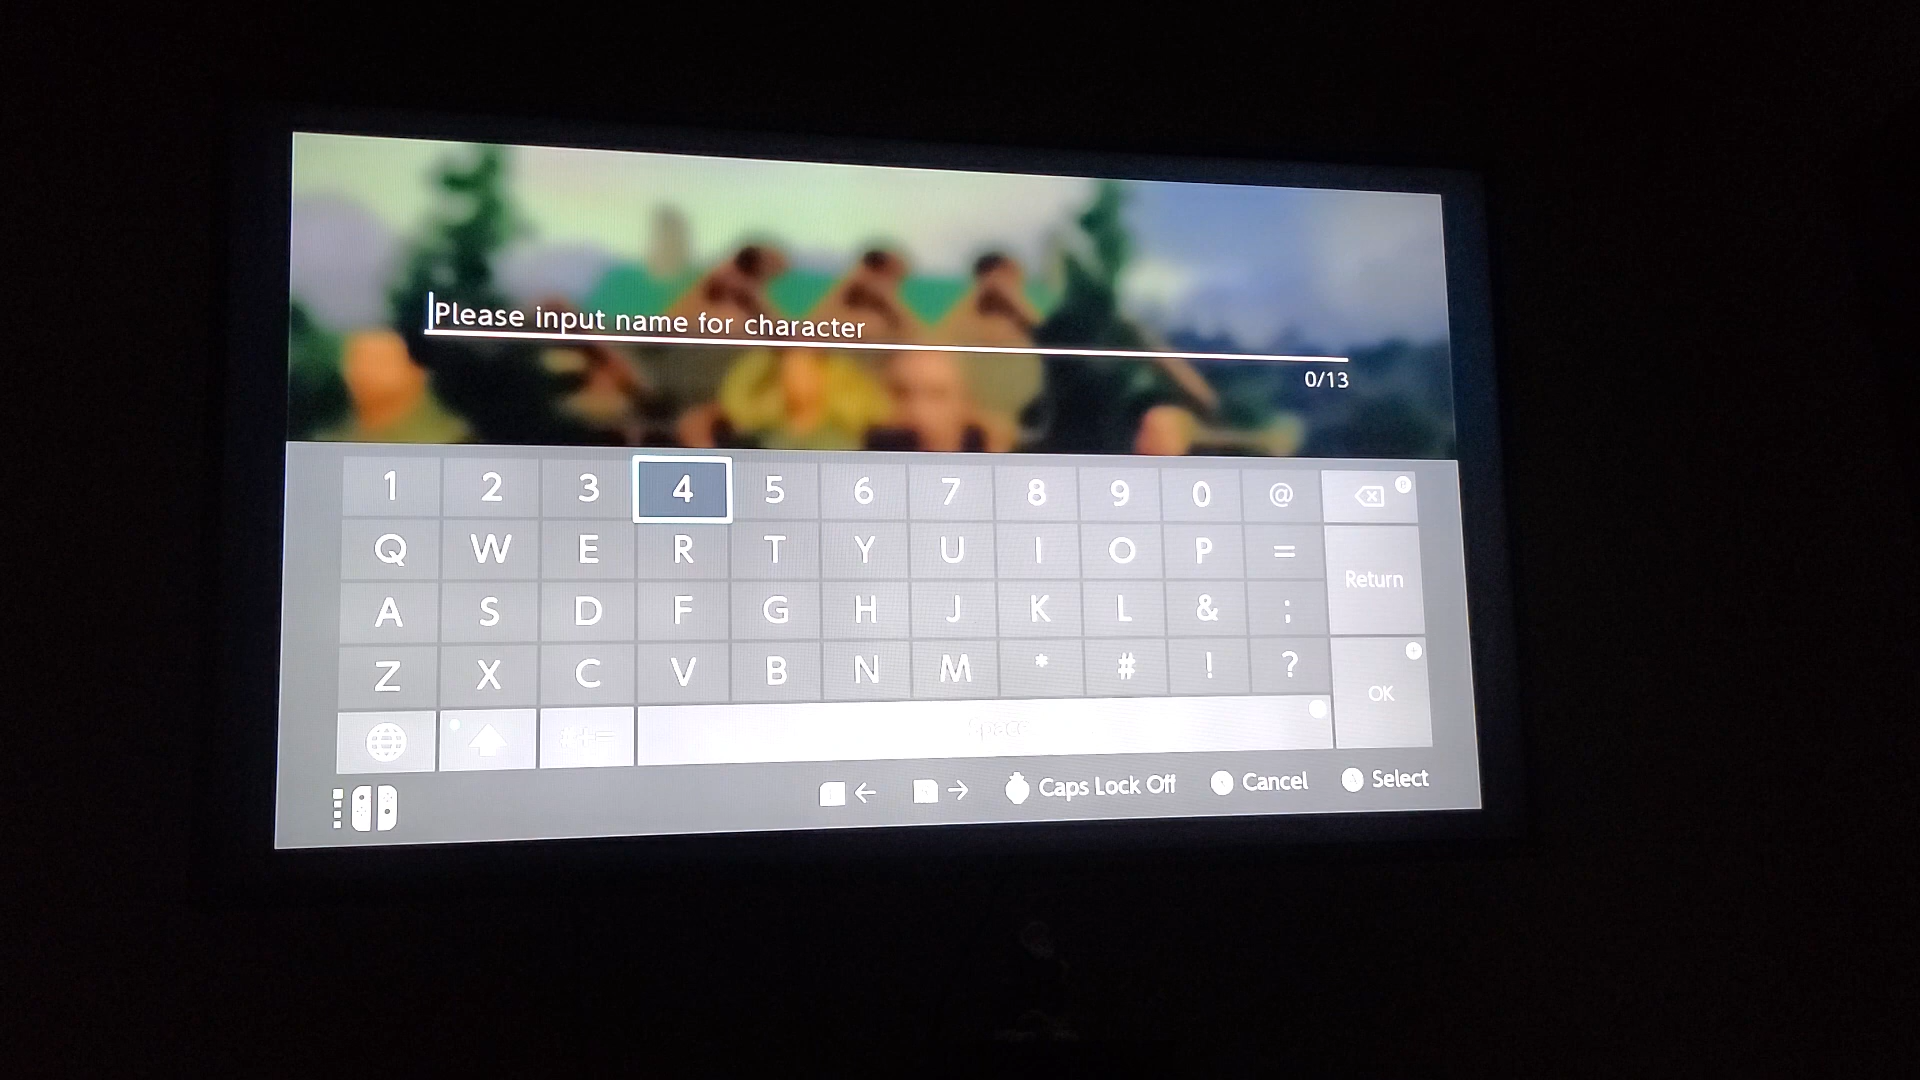 Please input name for character
0/13
1 2 3 4 5 6 7 8 9 0 @
Q W E R T Y U I O P =
Return
A S D F G H J K L & ;
Z X C V B N M * # ! ?
OK
#+= Space
← → Caps Lock Off Cancel Select